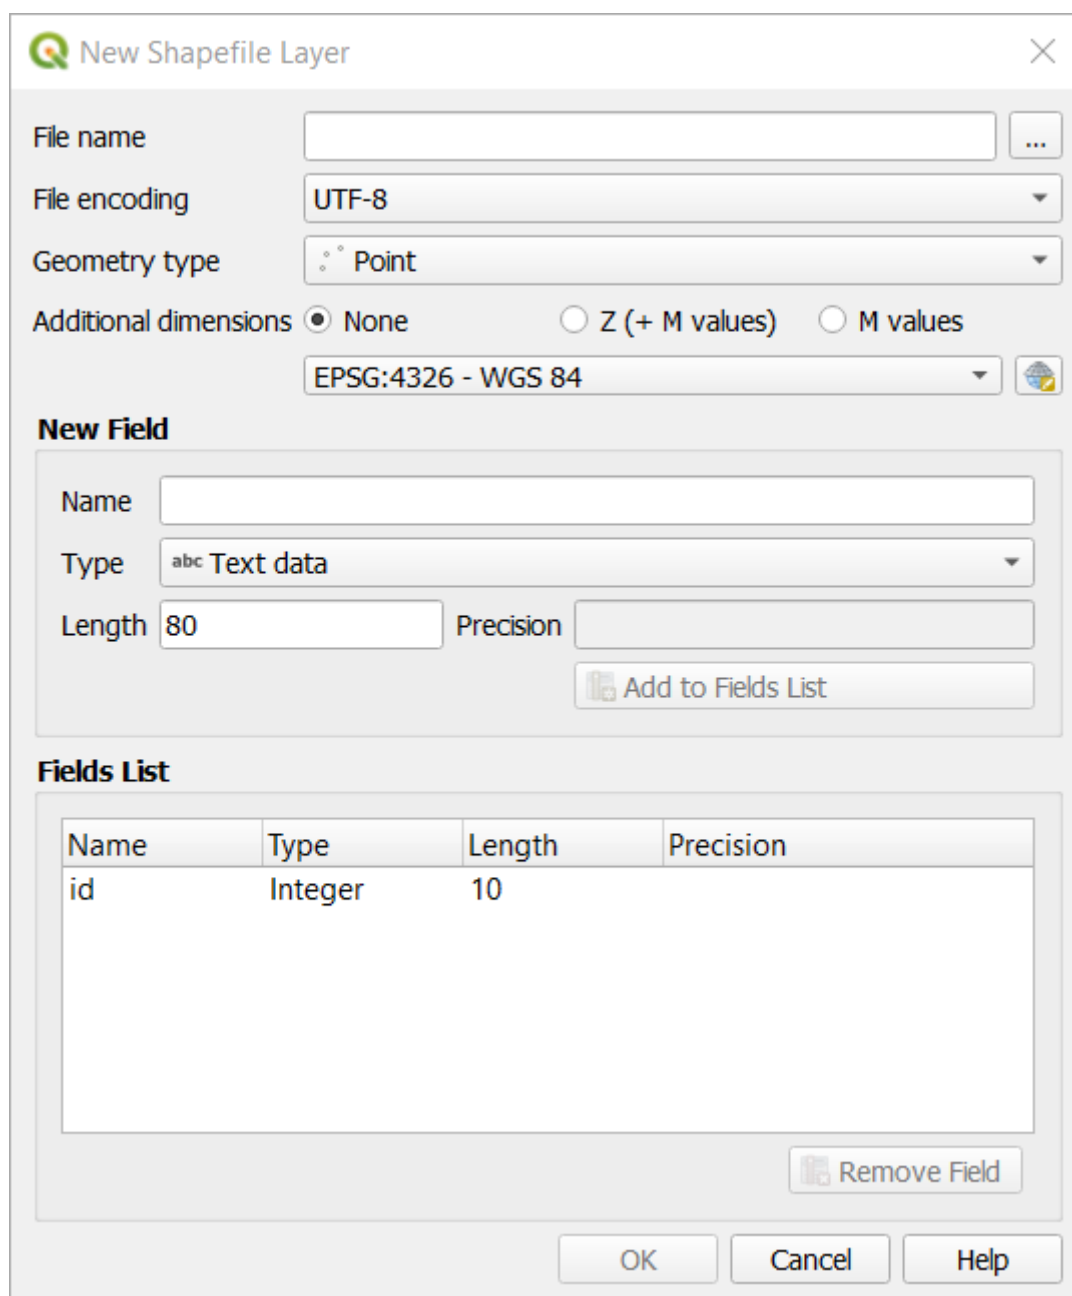 New Shapefile Layer
File name
...
File encoding UTF-8
Geometry type Point
Additional dimensions None Z (+ M values) M values
EPSG:4326 - WGS 84
New Field
Name
Type abc Text data
Length 80 Precision
Add to Fields List
Fields List
Name Type Length Precision
id Integer 10
Remove Field
OK Cancel Help